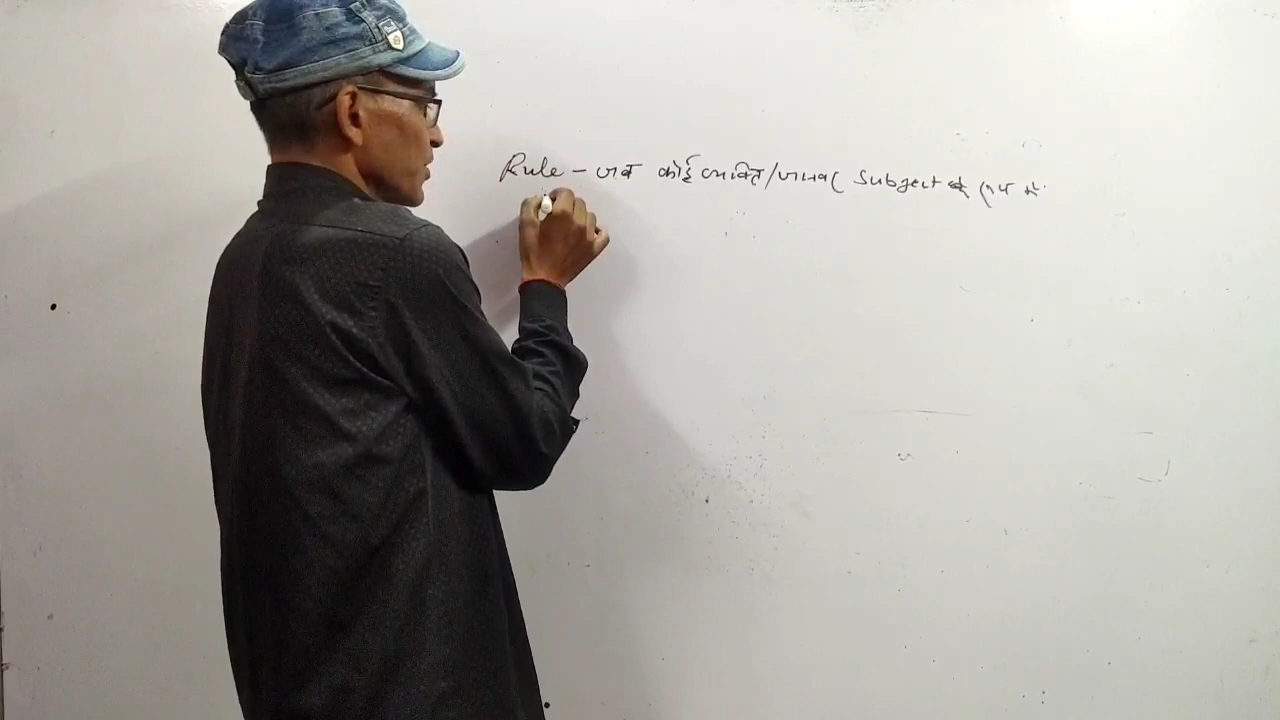 Rule - जब कोई व्यक्ति/जानवर Subject के रूप में